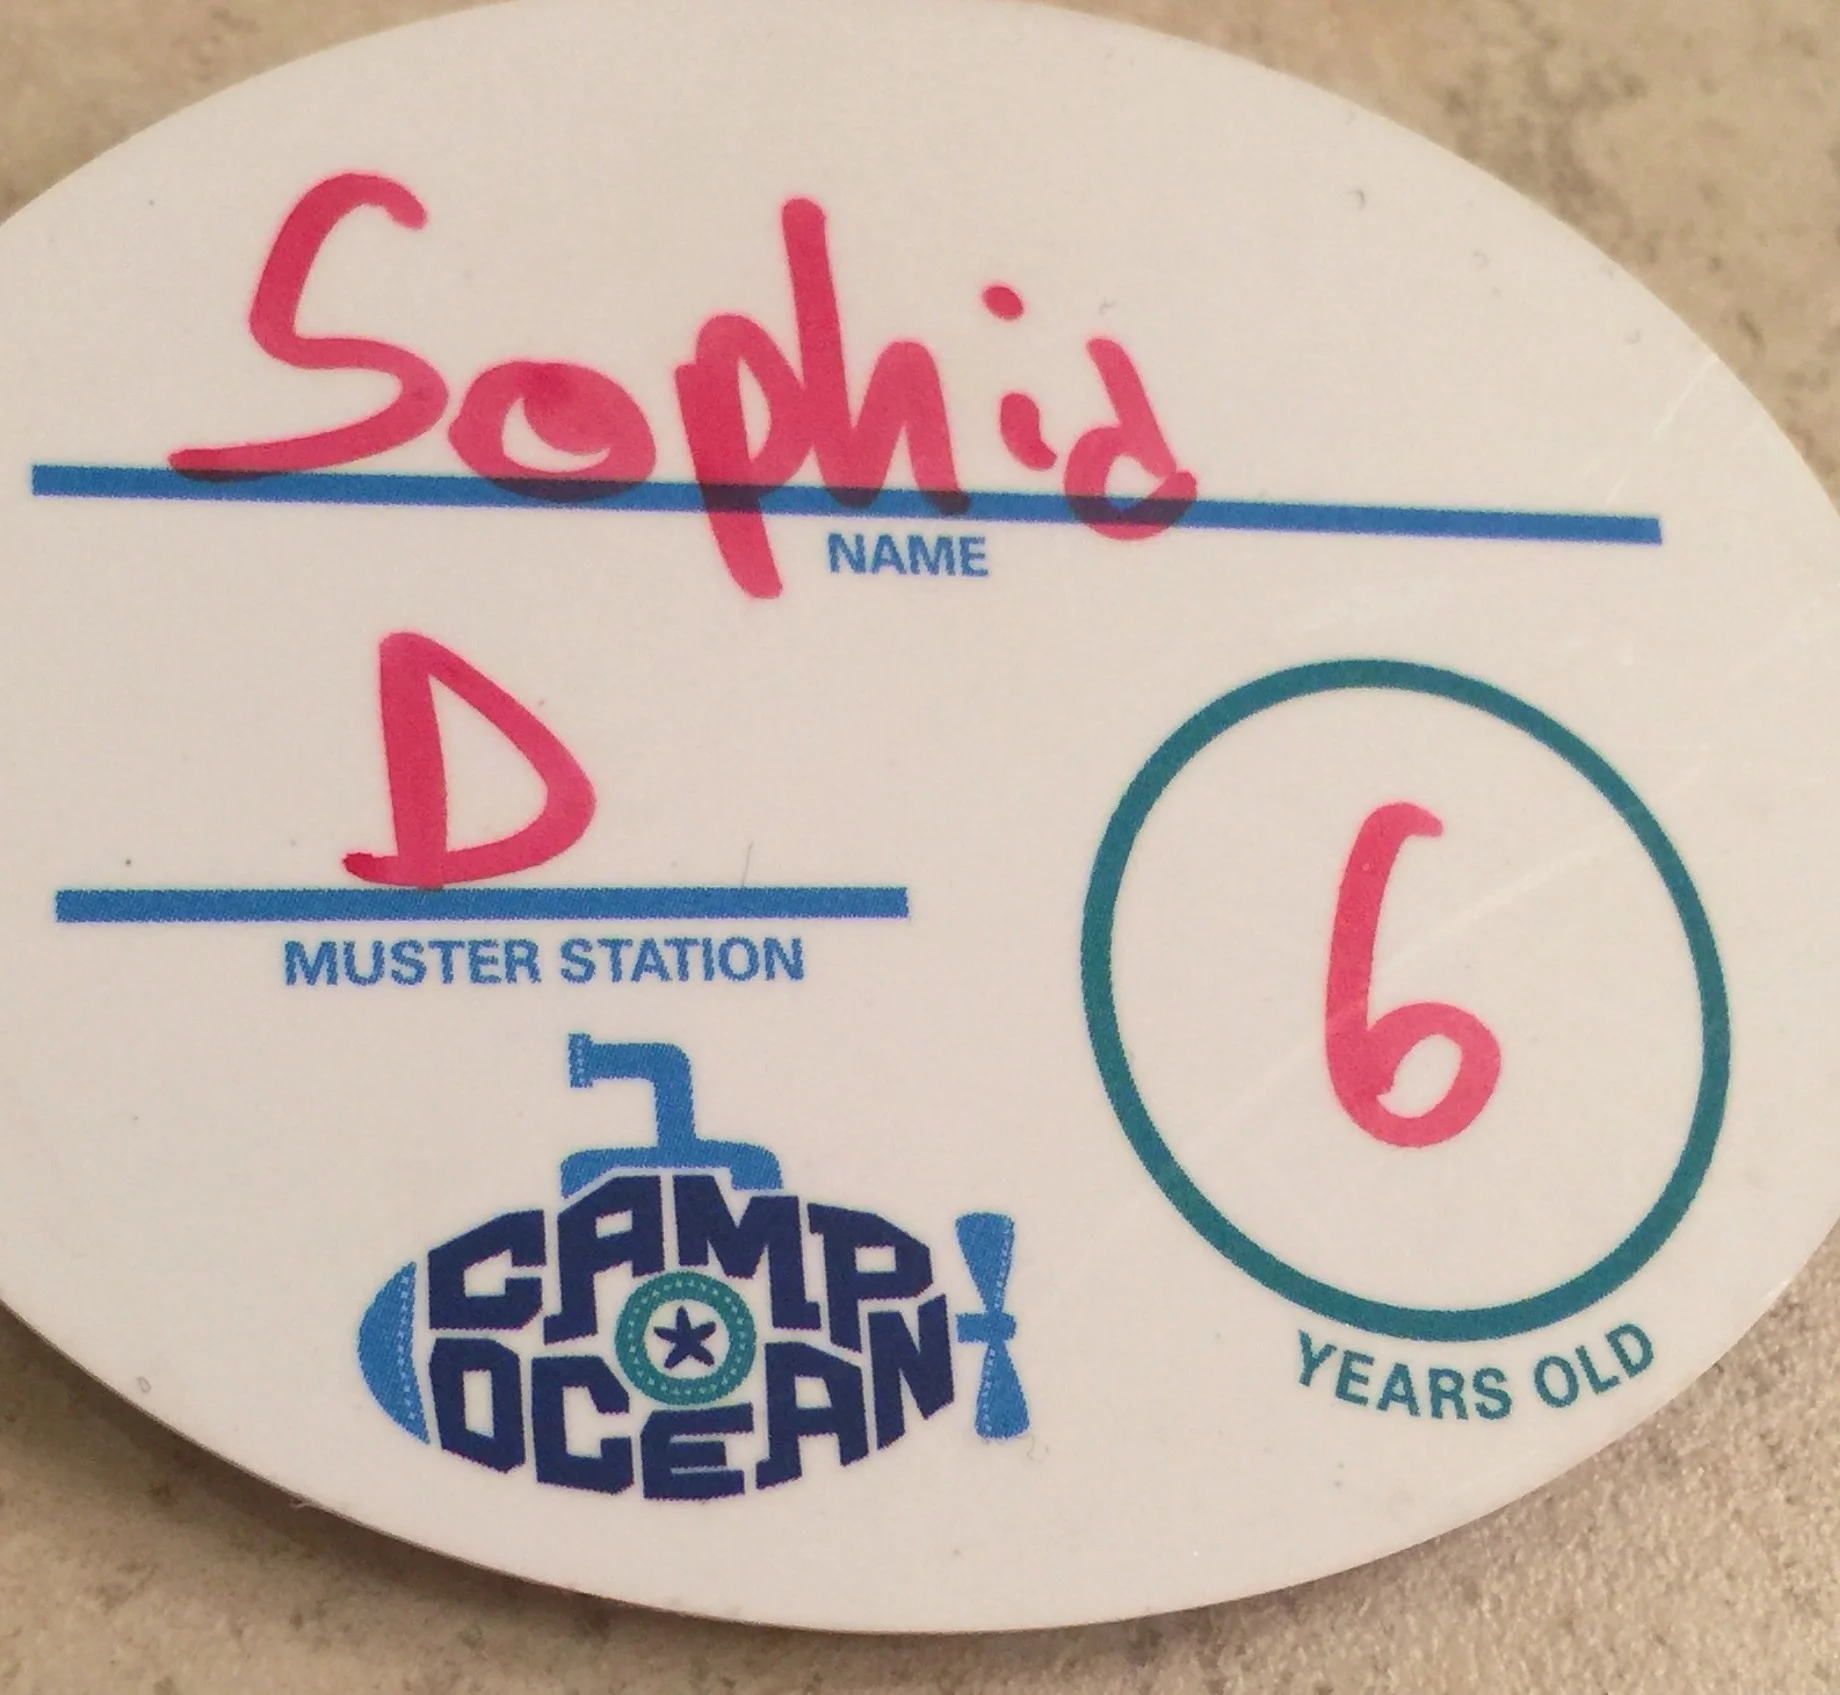 Sophia
NAME
D
MUSTER STATION
6
YEARS OLD
CAMP
OCEAN